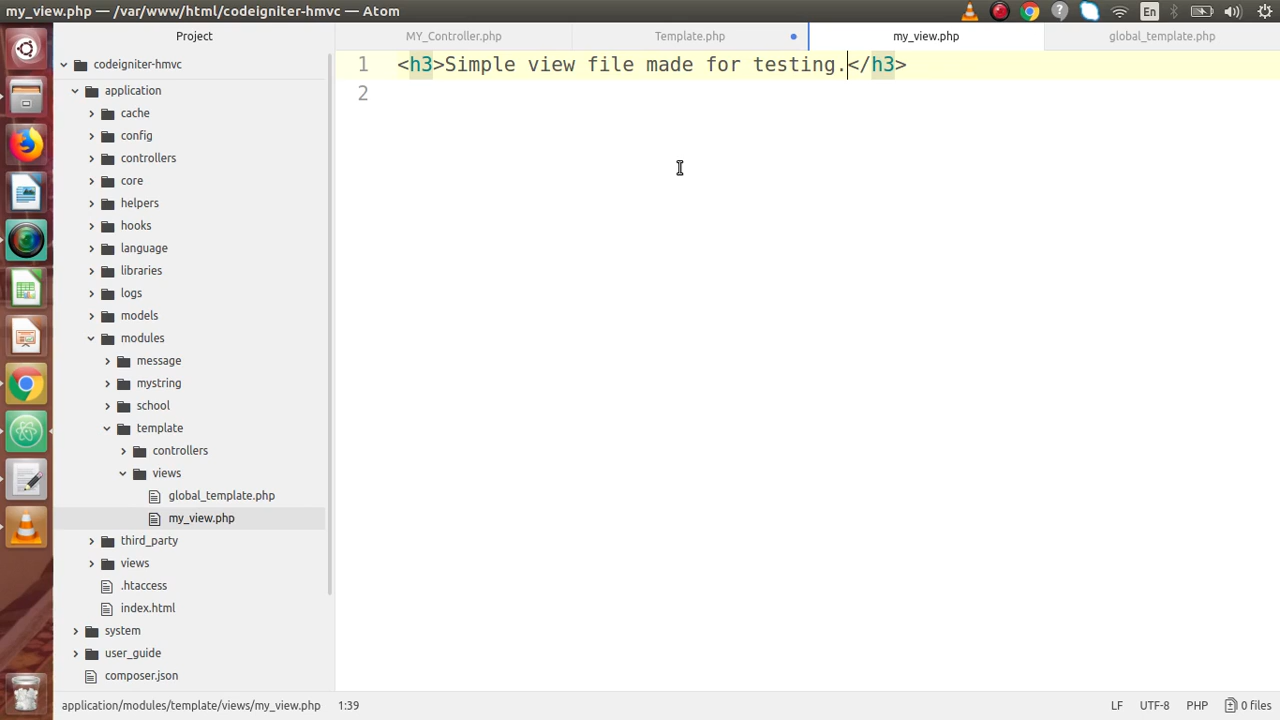 my_view.php — /var/www/html/codeigniter-hmvc — Atom
En
Project
MY_Controller.php
Template.php
my_view.php
global_template.php
codeigniter-hmvc
application
cache
config
controllers
core
helpers
hooks
language
libraries
logs
models
modules
message
mystring
school
template
controllers
views
global_template.php
my_view.php
third_party
views
.htaccess
index.html
system
user_guide
composer.json
1 <h3>Simple view file made for testing.</h3>
2
application/modules/template/views/my_view.php 1:39
LF UTF-8 PHP 0 files